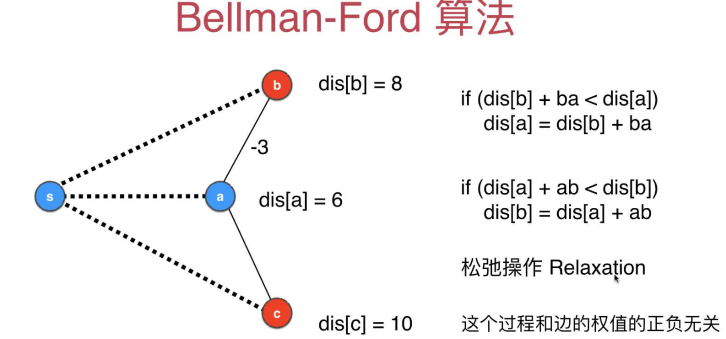 Bellman-Ford 算法
b
dis[b] = 8
-3
s
a
dis[a] = 6
c
dis[c] = 10
if (dis[b] + ba < dis[a])
dis[a] = dis[b] + ba
if (dis[a] + ab < dis[b])
dis[b] = dis[a] + ab
松弛操作 Relaxation
这个过程和边的权值的正负无关